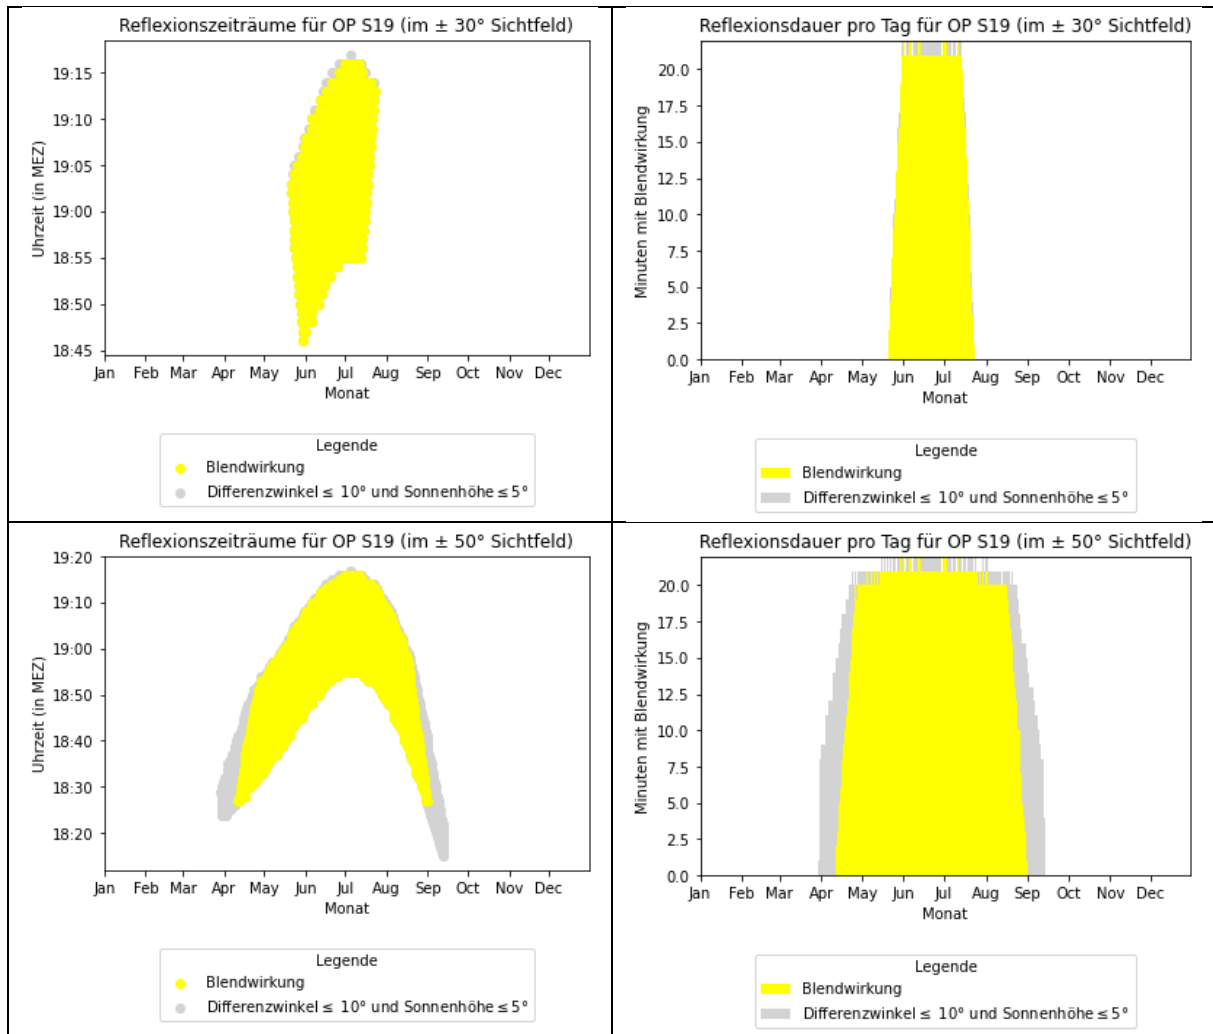 Reflexionszeiträume für OP S19 (im ± 30° Sichtfeld)
19:15
19:10
19:05
19:00
18:55
18:50
18:45
Uhrzeit (in MEZ)
Jan Feb Mar Apr May Jun Jul Aug Sep Oct Nov Dec
Monat
Legende
Blendwirkung
Differenzwinkel ≤ 10° und Sonnenhöhe ≤ 5°
Reflexionsdauer pro Tag für OP S19 (im ± 30° Sichtfeld)
20.0
17.5
15.0
12.5
10.0
7.5
5.0
2.5
0.0
Minuten mit Blendwirkung
Jan Feb Mar Apr May Jun Jul Aug Sep Oct Nov Dec
Monat
Legende
Blendwirkung
Differenzwinkel ≤ 10° und Sonnenhöhe ≤ 5°
Reflexionszeiträume für OP S19 (im ± 50° Sichtfeld)
19:20
19:10
19:00
18:50
18:40
18:30
18:20
Uhrzeit (in MEZ)
Jan Feb Mar Apr May Jun Jul Aug Sep Oct Nov Dec
Monat
Legende
Blendwirkung
Differenzwinkel ≤ 10° und Sonnenhöhe ≤ 5°
Reflexionsdauer pro Tag für OP S19 (im ± 50° Sichtfeld)
20.0
17.5
15.0
12.5
10.0
7.5
5.0
2.5
0.0
Minuten mit Blendwirkung
Jan Feb Mar Apr May Jun Jul Aug Sep Oct Nov Dec
Monat
Legende
Blendwirkung
Differenzwinkel ≤ 10° und Sonnenhöhe ≤ 5°